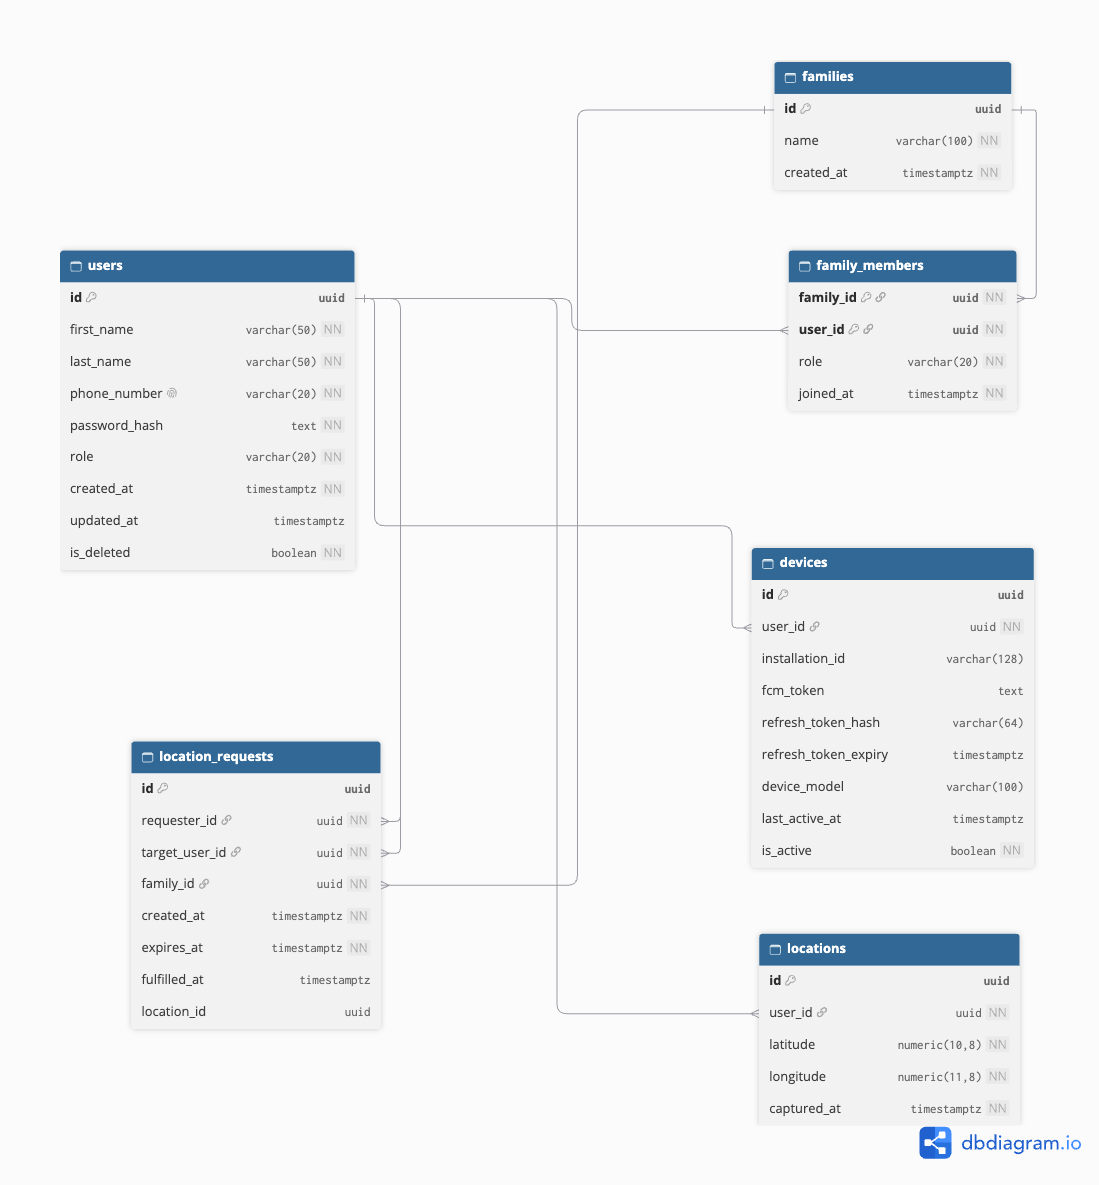 families
id uuid
name varchar(100) NN
created_at timestamptz NN
users
id uuid
first_name varchar(50) NN
last_name varchar(50) NN
phone_number varchar(20) NN
password_hash text NN
role varchar(20) NN
created_at timestamptz NN
updated_at timestamptz
is_deleted boolean NN
family_members
family_id uuid NN
user_id uuid NN
role varchar(20) NN
joined_at timestamptz NN
devices
id uuid
user_id uuid NN
installation_id varchar(128)
fcm_token text
refresh_token_hash varchar(64)
refresh_token_expiry timestamptz
device_model varchar(100)
last_active_at timestamptz
is_active boolean NN
location_requests
id uuid
requester_id uuid NN
target_user_id uuid NN
family_id uuid NN
created_at timestamptz NN
expires_at timestamptz NN
fulfilled_at timestamptz
location_id uuid
locations
id uuid
user_id uuid NN
latitude numeric(10,8) NN
longitude numeric(11,8) NN
captured_at timestamptz NN
dbdiagram.io